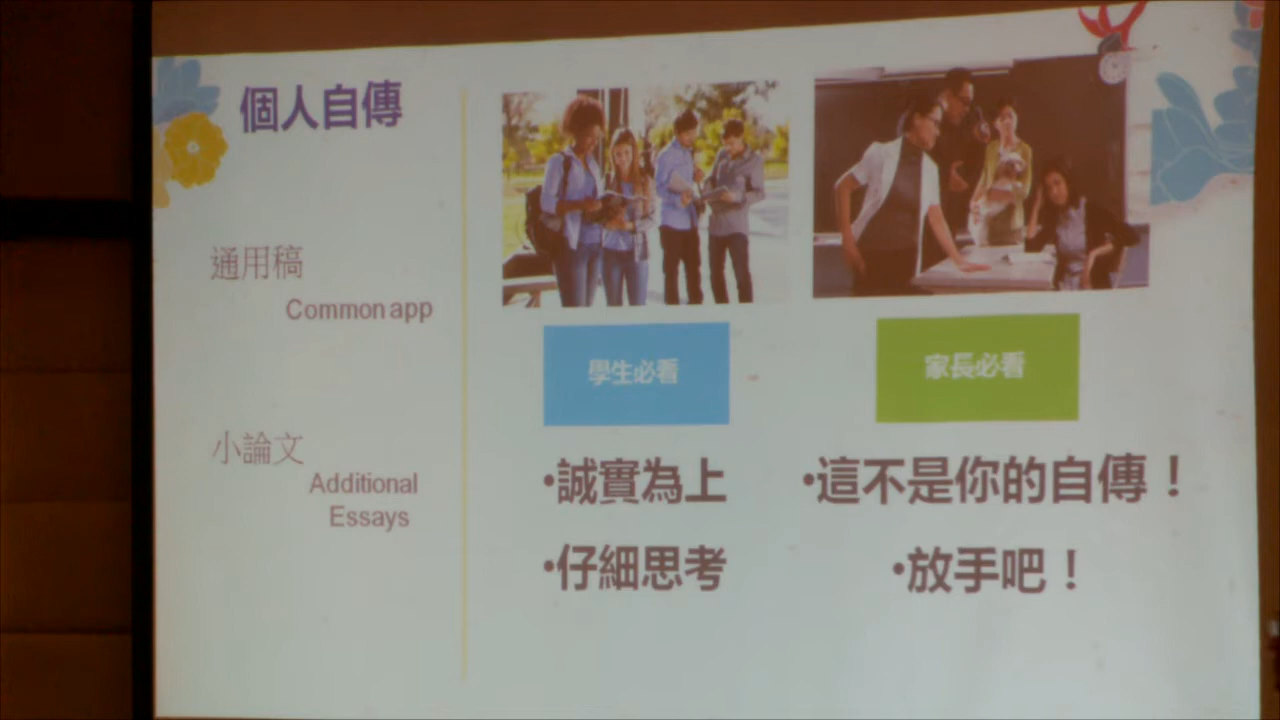 個人自傳
通用稿
Common app
小論文
Additional
Essays
學生必看
•誠實為上
•仔細思考
家長必看
•這不是你的自傳！
•放手吧！